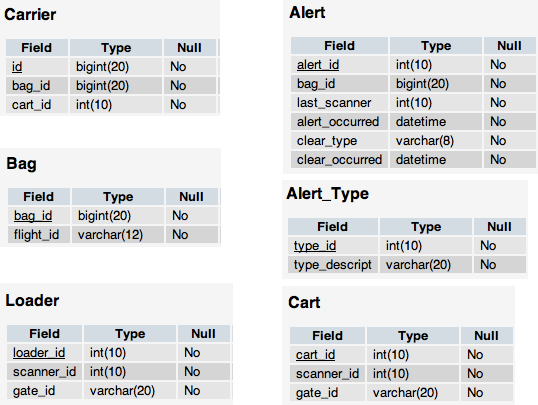 Carrier
Field Type Null
id bigint(20) No
bag_id bigint(20) No
cart_id int(10) No
Bag
Field Type Null
bag_id bigint(20) No
flight_id varchar(12) No
Loader
Field Type Null
loader_id int(10) No
scanner_id int(10) No
gate_id varchar(20) No
Alert
Field Type Null
alert_id int(10) No
bag_id bigint(20) No
last_scanner int(10) No
alert_occurred datetime No
clear_type varchar(8) No
clear_occurred datetime No
Alert_Type
Field Type Null
type_id int(10) No
type_descript varchar(20) No
Cart
Field Type Null
cart_id int(10) No
scanner_id int(10) No
gate_id varchar(20) No